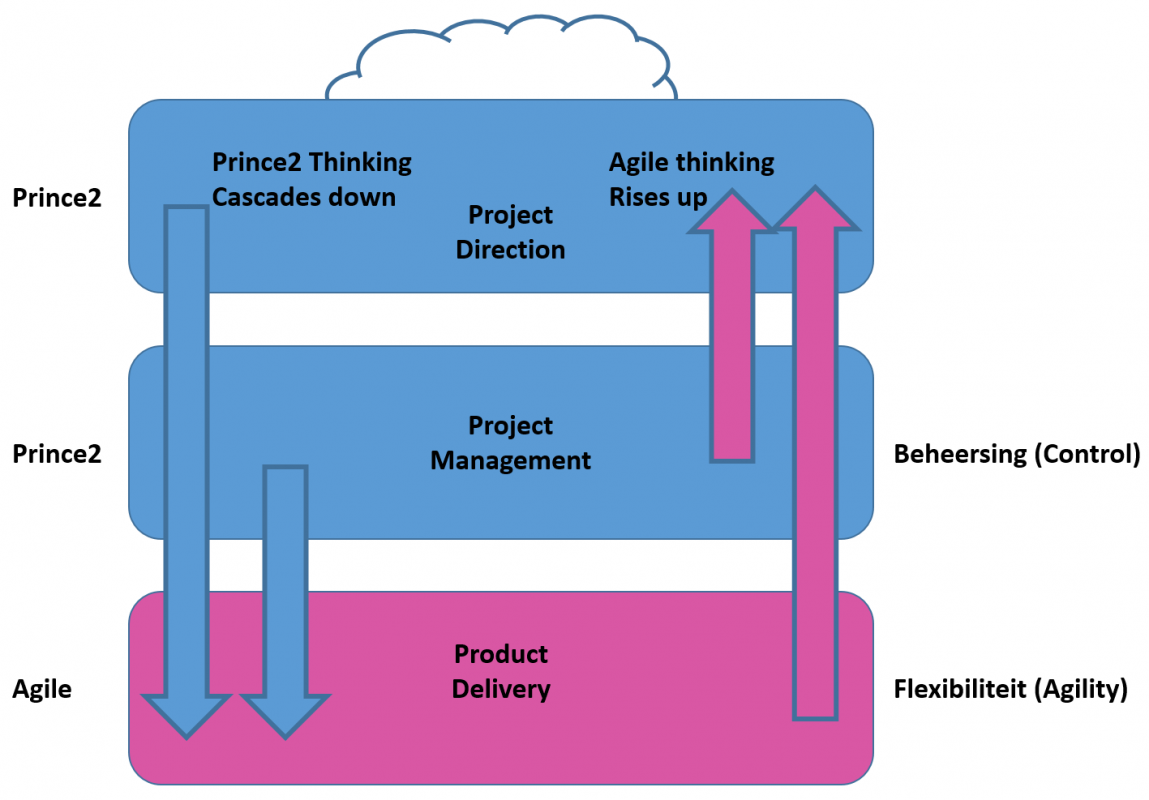 Prince2 Thinking
Cascades down
Agile thinking
Rises up
Prince2
Project
Direction
Project
Management
Prince2
Beheersing (Control)
Product
Delivery
Agile
Flexibiliteit (Agility)